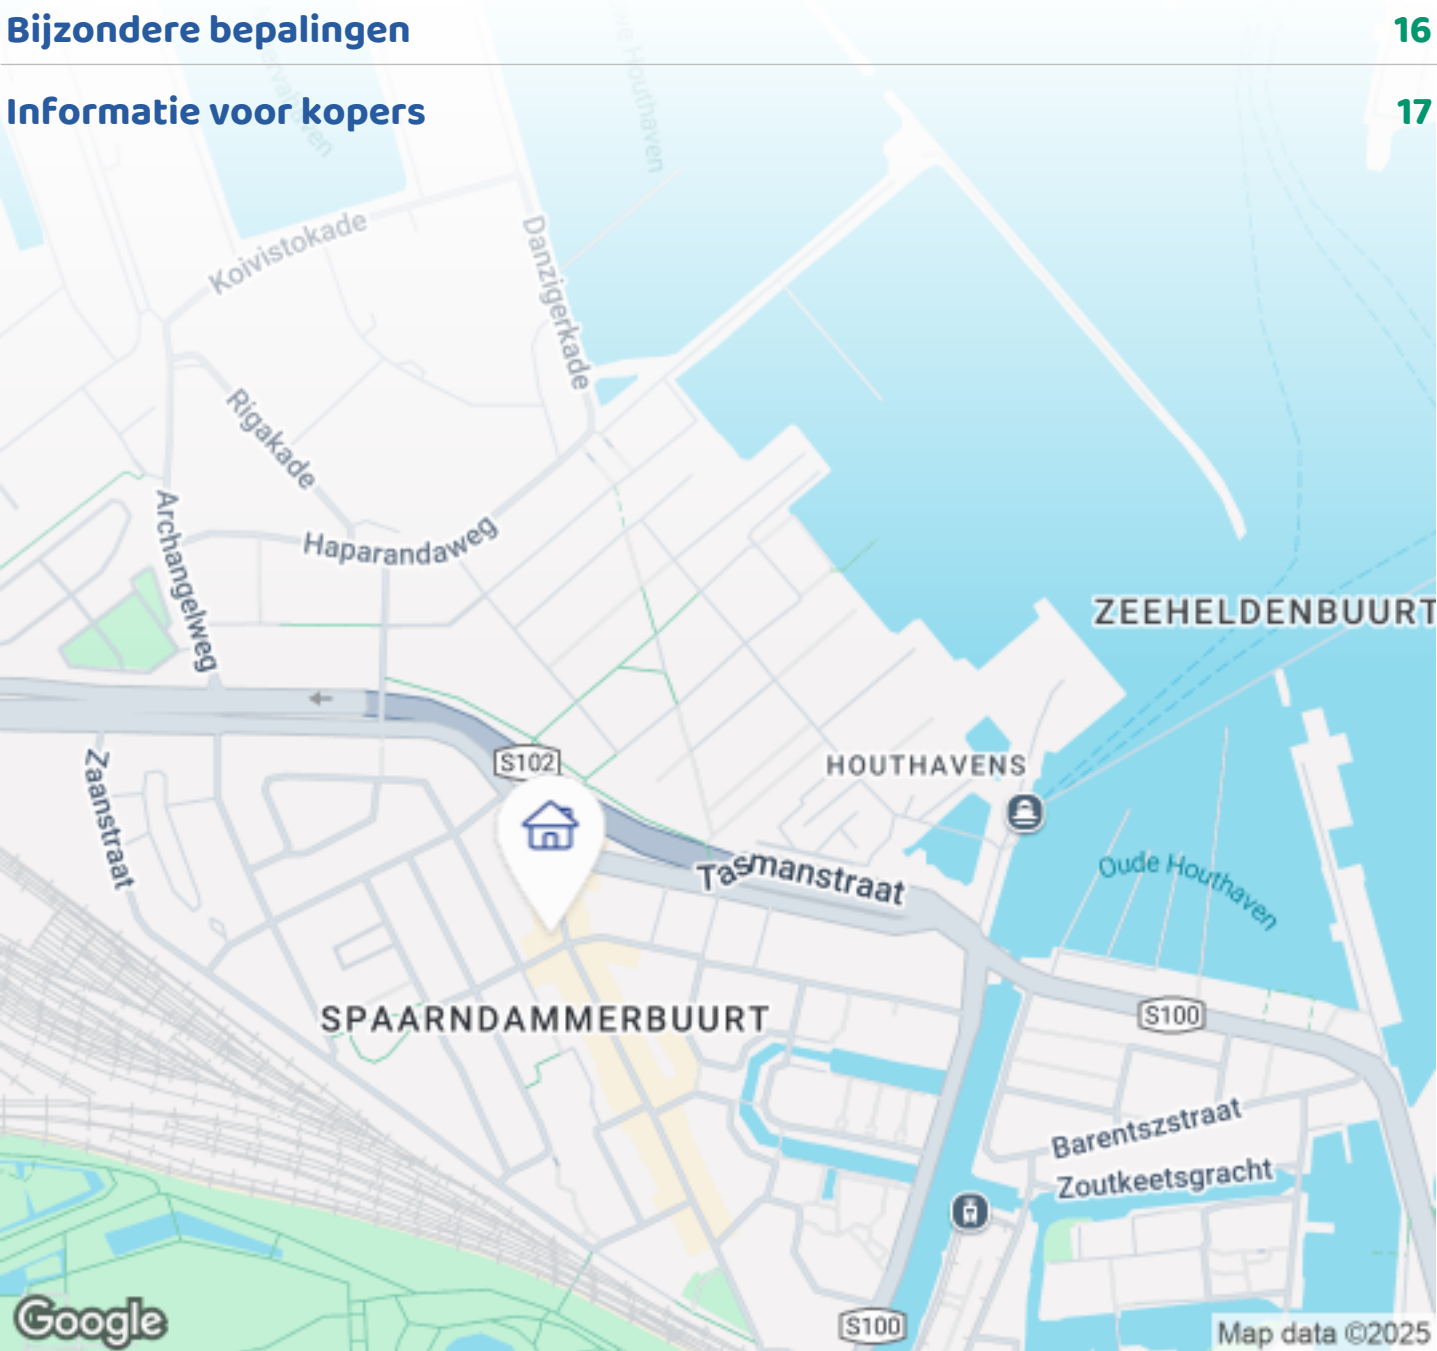 Bijzondere bepalingen 16
Informatie voor kopers 17
Koivistokade
Danzigerkade
Rigakade
Archangelweg
Haparandaweg
ZEEHELDENBUURT
S102
HOUTHAVENS
Zaanstraat
Tasmanstraat
Oude Houthaven
SPAARNDAMMERBUURT
S100
Barentszstraat
Zoutkeetsgracht
S100
Google
Map data ©2025